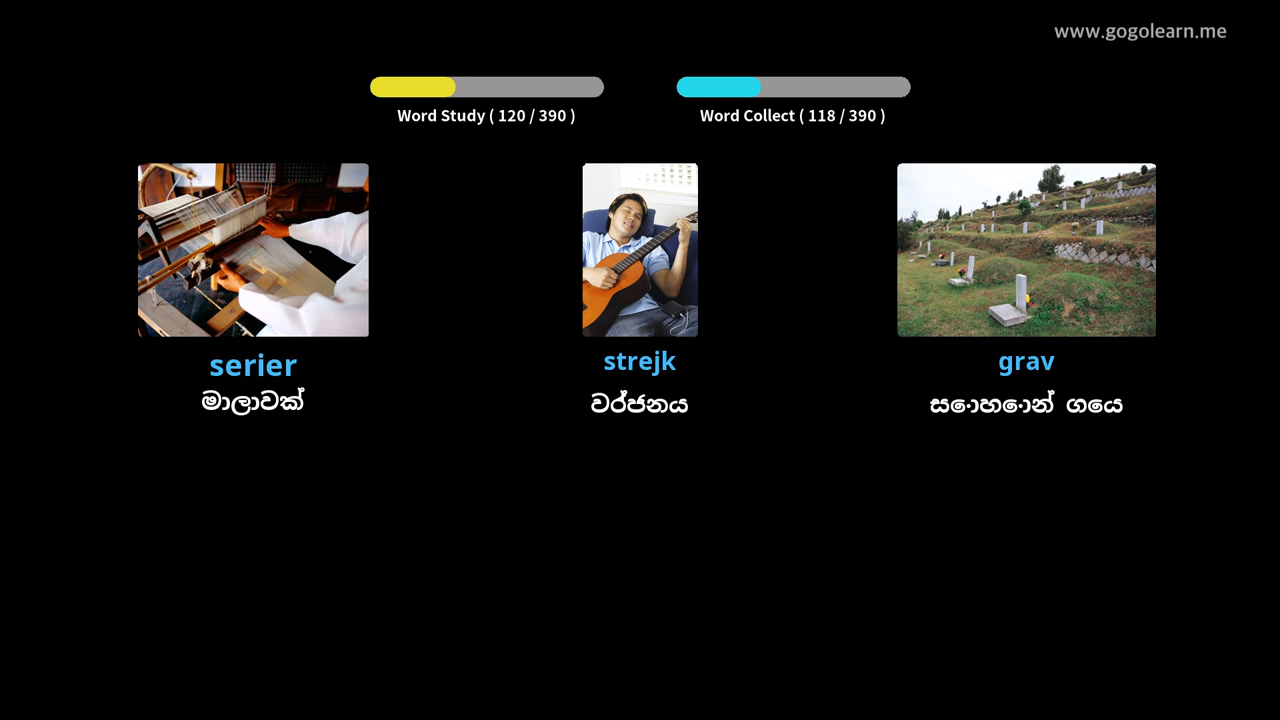 www.gogolearn.me
Word Study ( 120 / 390 )
Word Collect ( 118 / 390 )
serier
මාලාවක්
strejk
වර්ජනය
grav
සොහොන් ගයෙ